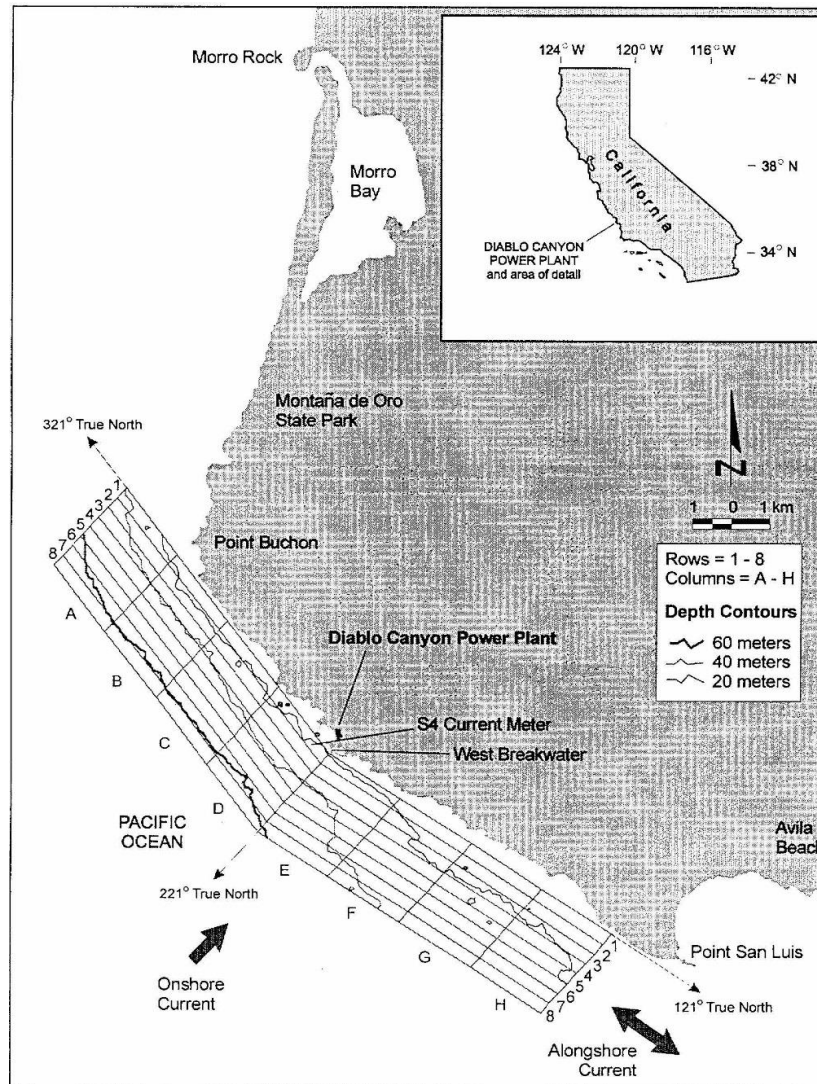 Morro Rock
Morro
Bay
124° W 120° W 116° W
42° N
38° N
34° N
California
DIABLO CANYON
POWER PLANT
and area of detail
Montaña de Oro
State Park
321° True North
N
1 0 1 km
Point Buchon
Rows = 1 - 8
Columns = A - H
Depth Contours
60 meters
40 meters
20 meters
8 7 6 5 4 3 2 1
A
B
C
D
E
F
G
H
Diablo Canyon Power Plant
S4 Current Meter
West Breakwater
PACIFIC
OCEAN
Avila
Beach
221° True North
Onshore
Current
Point San Luis
8 7 6 5 4 3 2 1
121° True North
Alongshore
Current